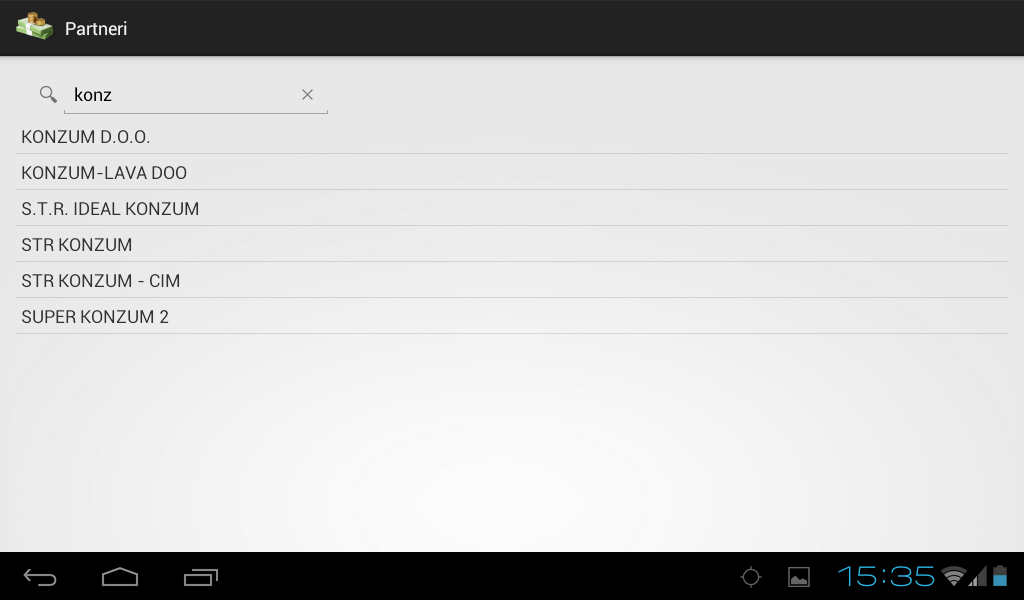 Partneri
konz
KONZUM D.O.O.
KONZUM-LAVA DOO
S.T.R. IDEAL KONZUM
STR KONZUM
STR KONZUM - CIM
SUPER KONZUM 2
15:35